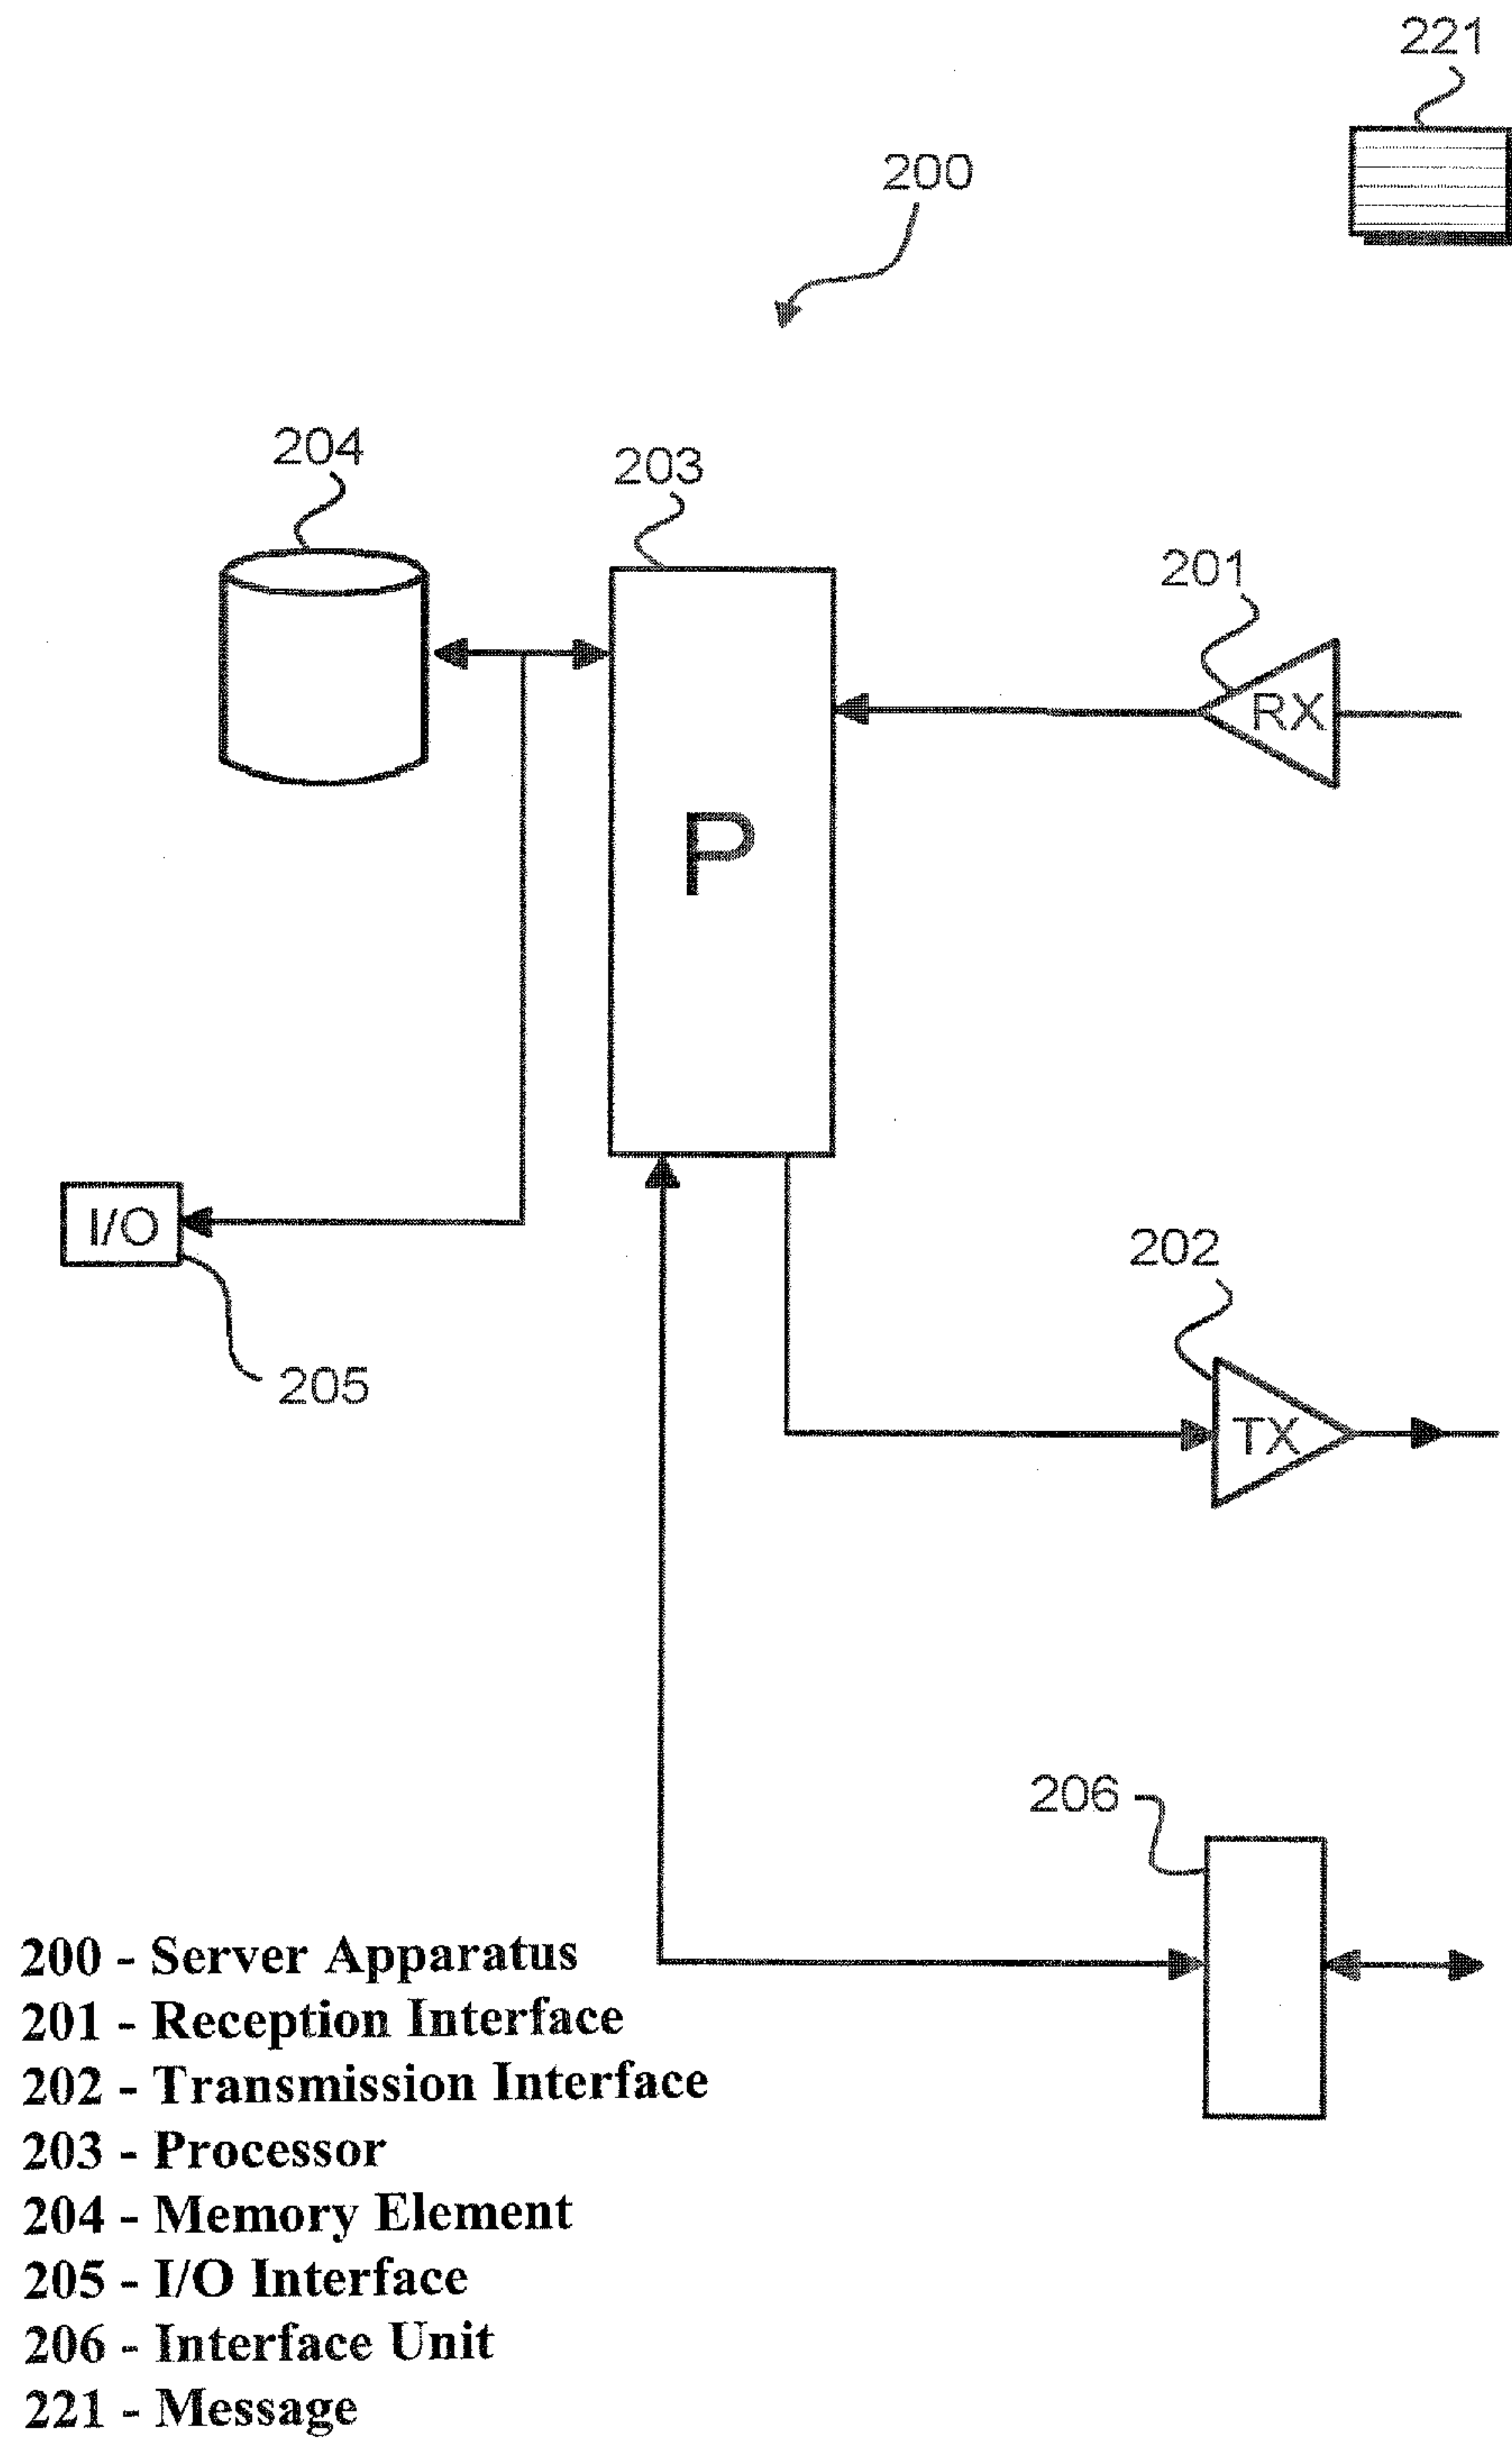 221
200
204
203
201
RX
P
I/O
202
205
TX
206
200 - Server Apparatus
201 - Reception Interface
202 - Transmission Interface
203 - Processor
204 - Memory Element
205 - I/O Interface
206 - Interface Unit
221 - Message